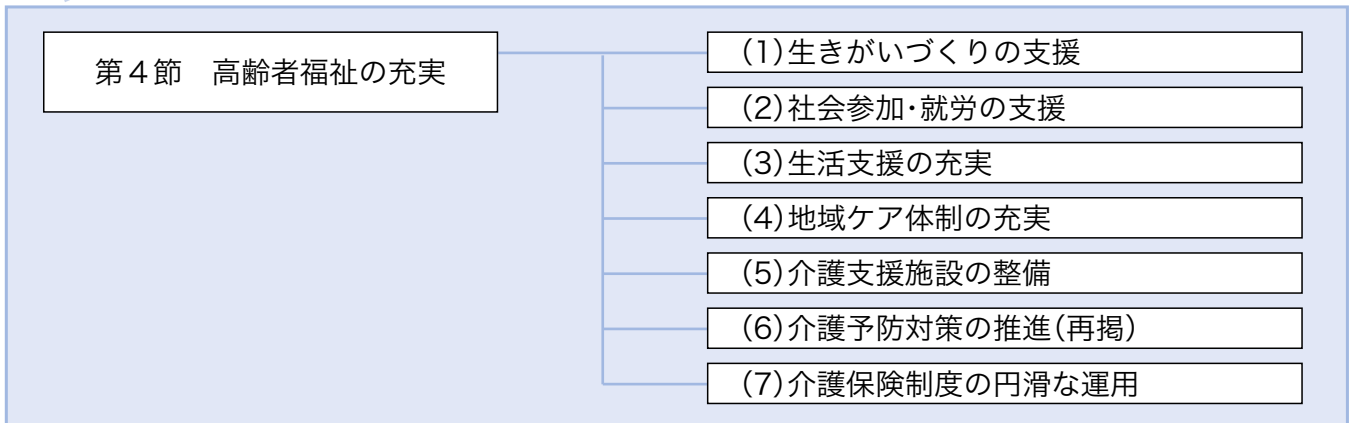 第4節　高齢者福祉の充実
(1)生きがいづくりの支援
(2)社会参加・就労の支援
(3)生活支援の充実
(4)地域ケア体制の充実
(5)介護支援施設の整備
(6)介護予防対策の推進(再掲)
(7)介護保険制度の円滑な運用